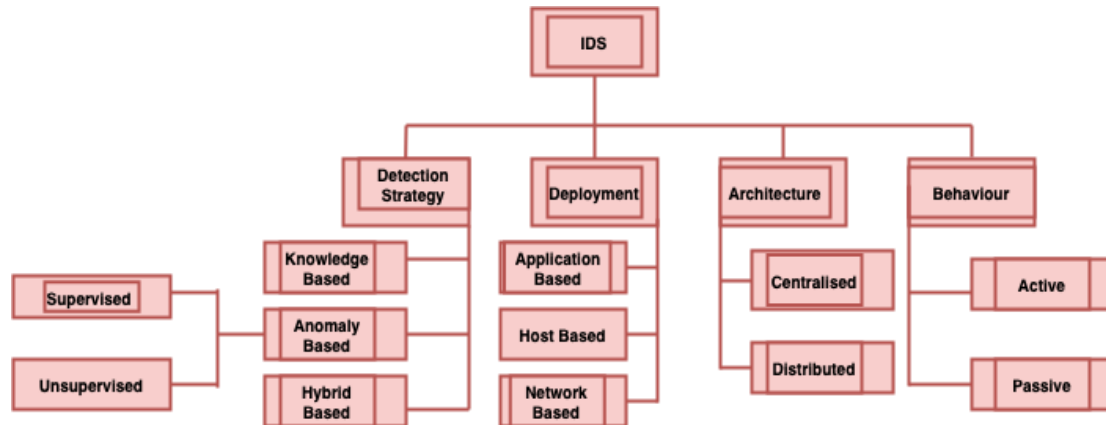 IDS
Detection
Strategy
Deployment
Architecture
Behaviour
Knowledge
Based
Anomaly
Based
Hybrid
Based
Supervised
Unsupervised
Application
Based
Host Based
Network
Based
Centralised
Distributed
Active
Passive